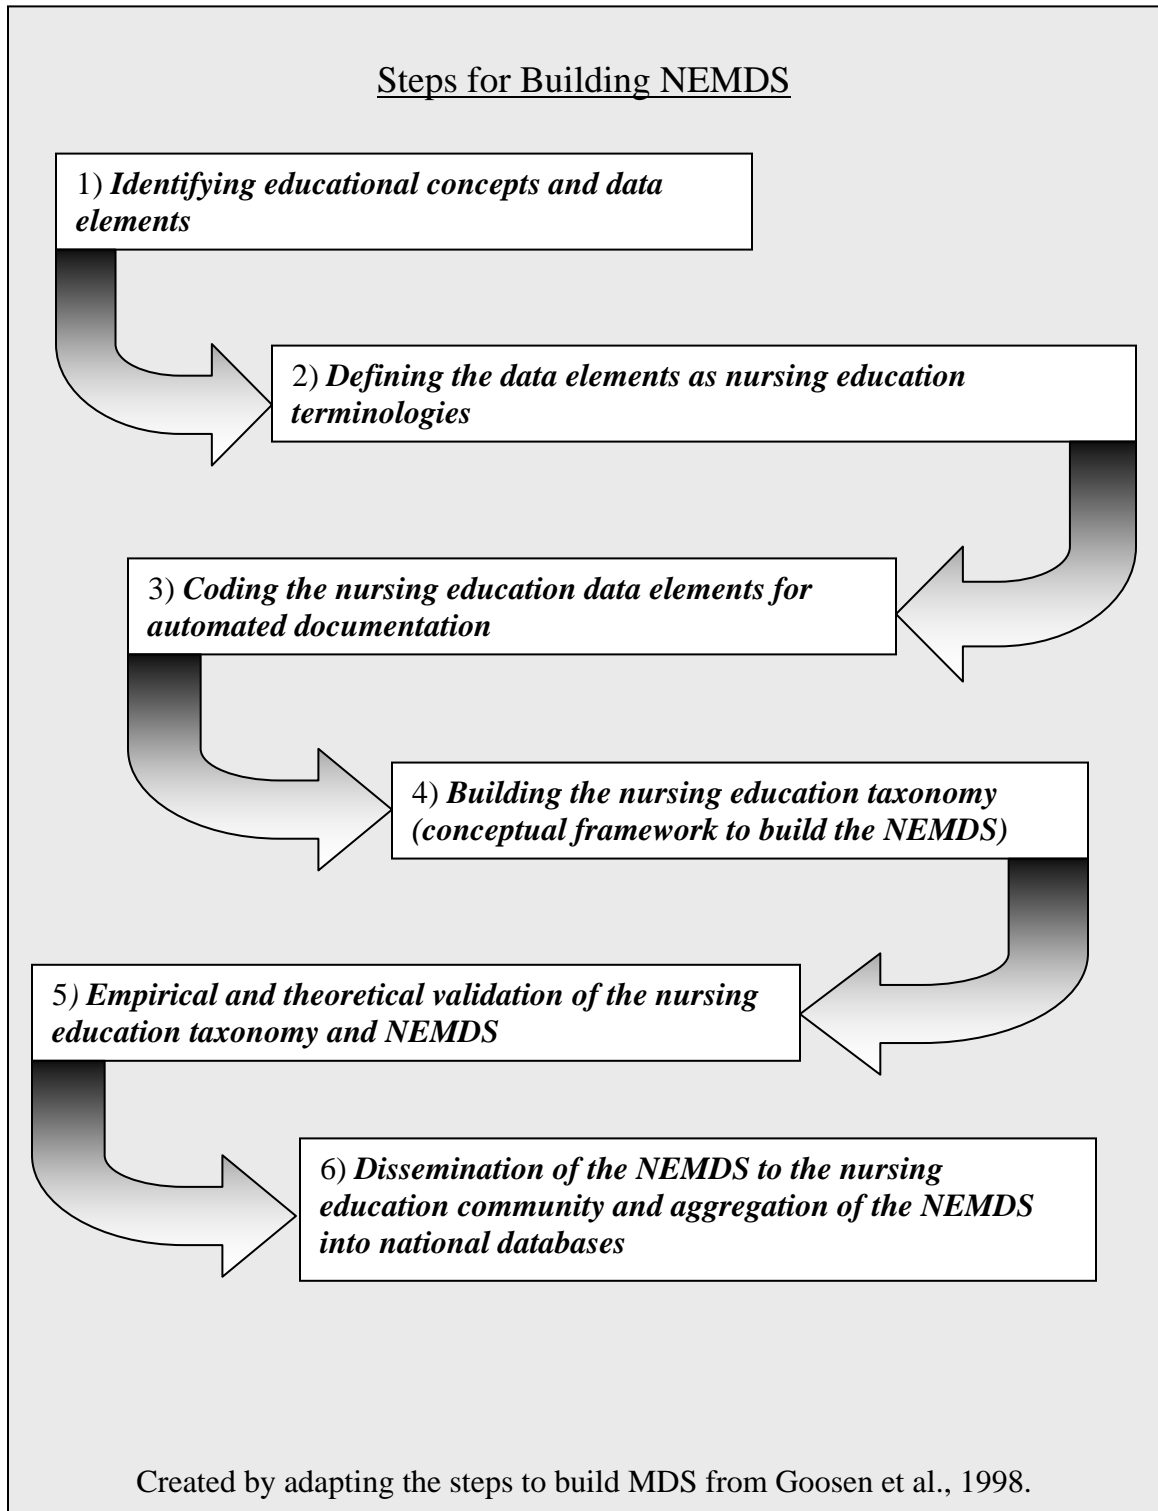 Steps for Building NEMDS
1) Identifying educational concepts and data
elements
2) Defining the data elements as nursing education
terminologies
3) Coding the nursing education data elements for
automated documentation
4) Building the nursing education taxonomy
(conceptual framework to build the NEMDS)
5) Empirical and theoretical validation of the nursing
education taxonomy and NEMDS
6) Dissemination of the NEMDS to the nursing
education community and aggregation of the NEMDS
into national databases
Created by adapting the steps to build MDS from Goosen et al., 1998.